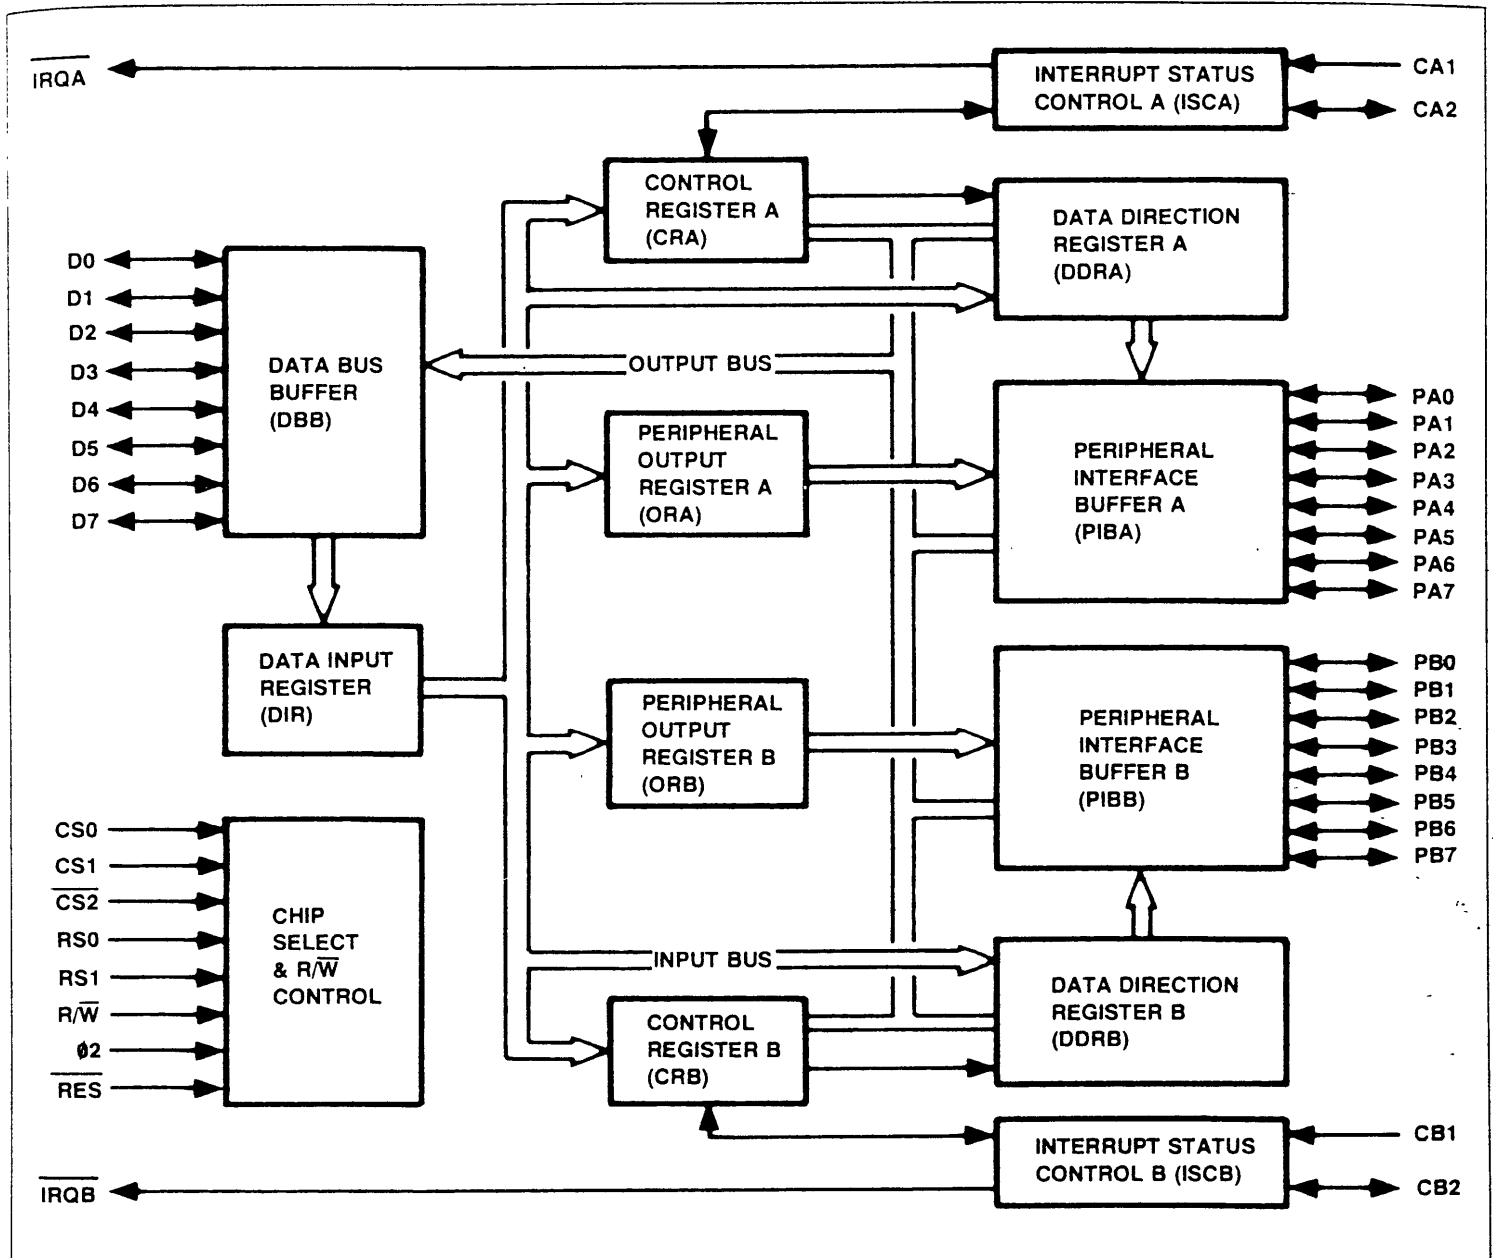 IRQA
INTERRUPT STATUS
CONTROL A (ISCA)
CA1
CA2
CONTROL
REGISTER A
(CRA)
DATA DIRECTION
REGISTER A
(DDRA)
D0
D1
D2
D3
D4
D5
D6
D7
DATA BUS
BUFFER
(DBB)
OUTPUT BUS
PERIPHERAL
OUTPUT
REGISTER A
(ORA)
PERIPHERAL
INTERFACE
BUFFER A
(PIBA)
PA0
PA1
PA2
PA3
PA4
PA5
PA6
PA7
DATA INPUT
REGISTER
(DIR)
PERIPHERAL
OUTPUT
REGISTER B
(ORB)
PERIPHERAL
INTERFACE
BUFFER B
(PIBB)
PB0
PB1
PB2
PB3
PB4
PB5
PB6
PB7
CS0
CS1
CS2
RS0
RS1
R/W
φ2
RES
CHIP
SELECT
& R/W
CONTROL
INPUT BUS
DATA DIRECTION
REGISTER B
(DDRB)
CONTROL
REGISTER B
(CRB)
INTERRUPT STATUS
CONTROL B (ISCB)
CB1
CB2
IRQB